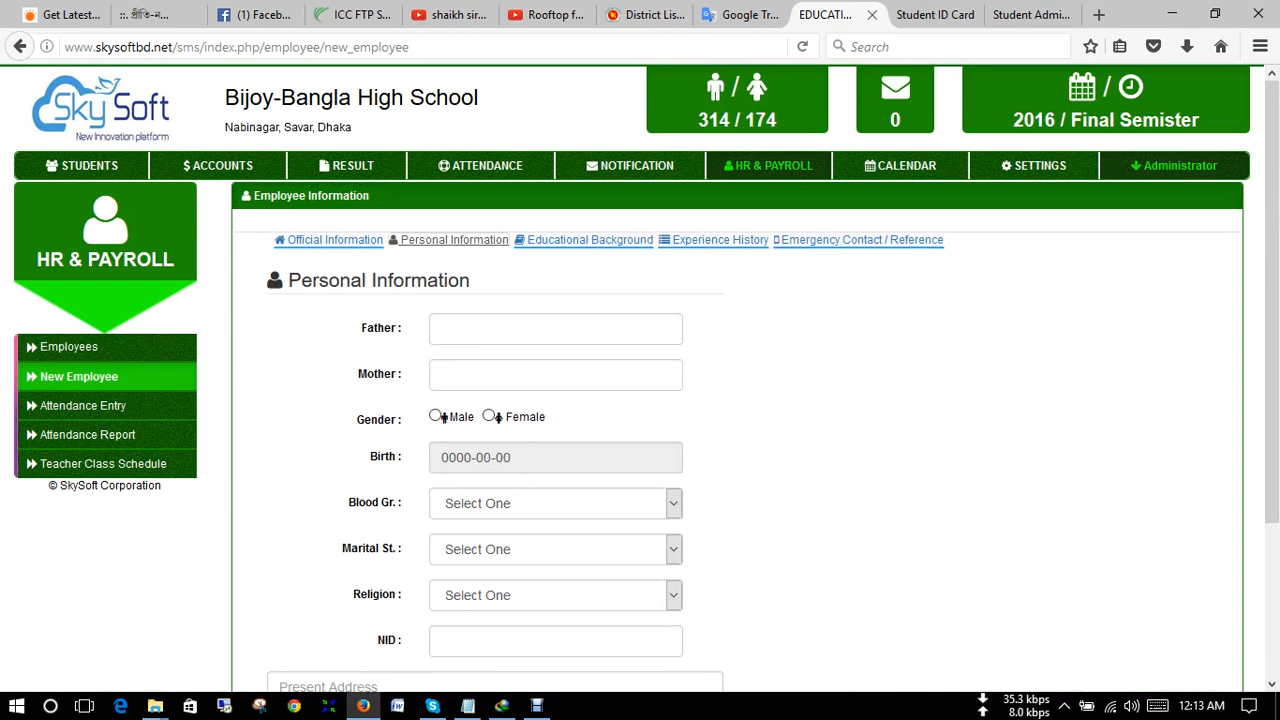 Get Latest...
::: প্রীতি-ন...
(1) Faceb...
ICC FTP S...
shaikh sir...
Rooftop f...
District Lis...
Google Tr...
EDUCATI...
Student ID Card
Student Admi...
www.skysoftbd.net/sms/index.php/employee/new_employee
Search
Sky Soft
New Innovation platform
Bijoy-Bangla High School
Nabinagar, Savar, Dhaka
314 / 174
0
2016 / Final Semister
STUDENTS
$ ACCOUNTS
RESULT
ATTENDANCE
NOTIFICATION
HR & PAYROLL
CALENDAR
SETTINGS
Administrator
HR & PAYROLL
Employees
New Employee
Attendance Entry
Attendance Report
Teacher Class Schedule
© SkySoft Corporation
Employee Information
Official Information
Personal Information
Educational Background
Experience History
Emergency Contact / Reference
Personal Information
Father :
Mother :
Gender :
Male
Female
Birth :
0000-00-00
Blood Gr. :
Select One
Marital St. :
Select One
Religion :
Select One
NID :
Present Address
35.3 kbps
8.0 kbps
12:13 AM